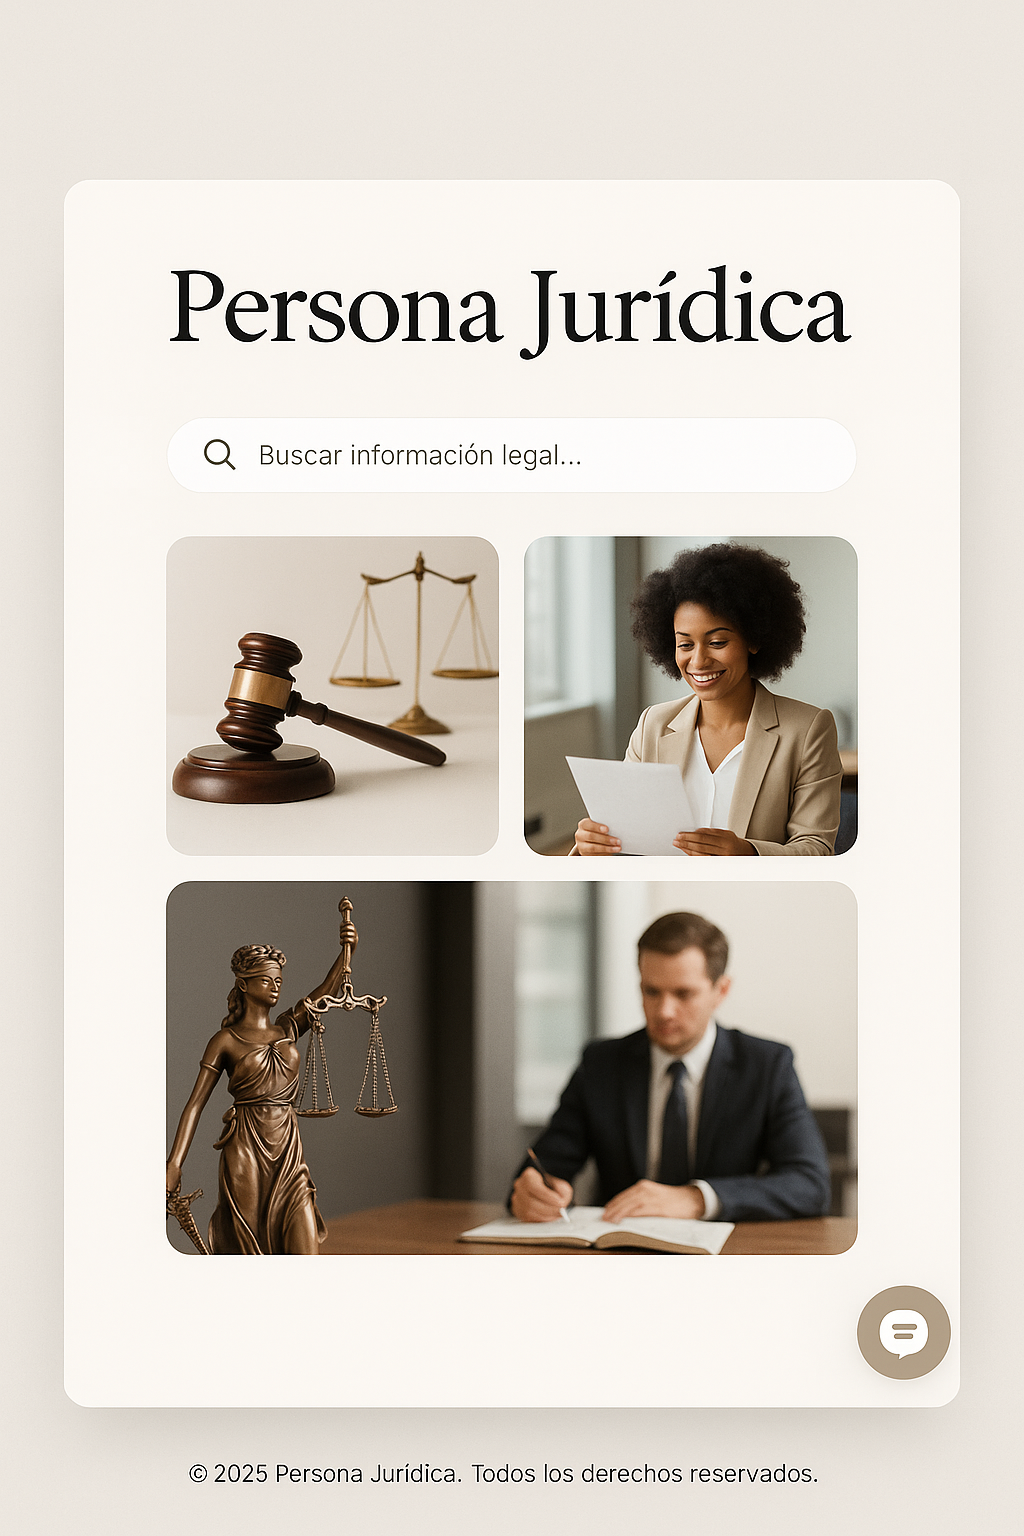 Persona Jurídica
Buscar información legal...
© 2025 Persona Jurídica. Todos los derechos reservados.